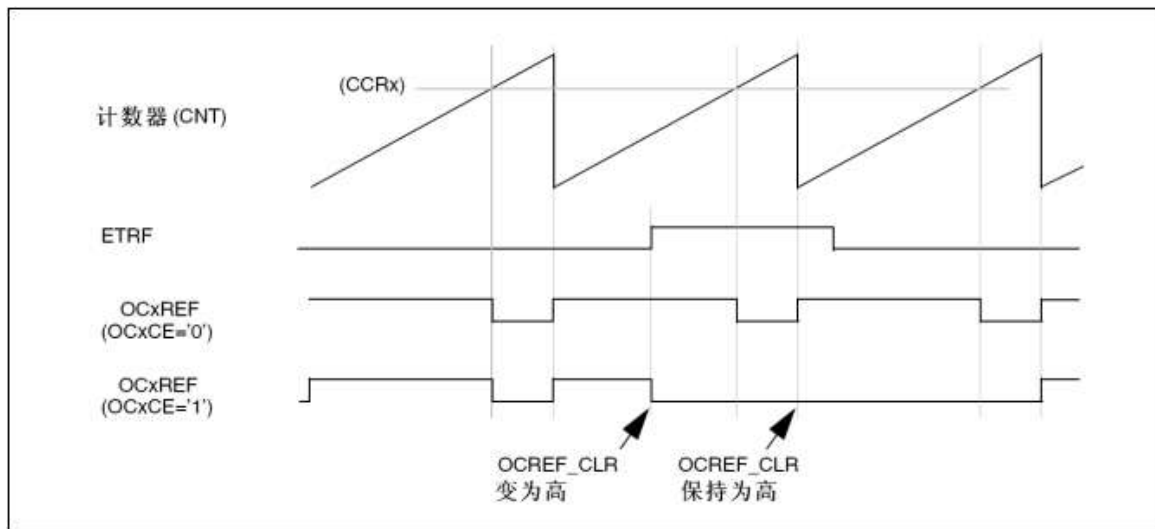 (CCRx)
计数器 (CNT)
ETRF
OCxREF
(OCxCE='0')
OCxREF
(OCxCE='1')
OCREF_CLR
变为高
OCREF_CLR
保持为高